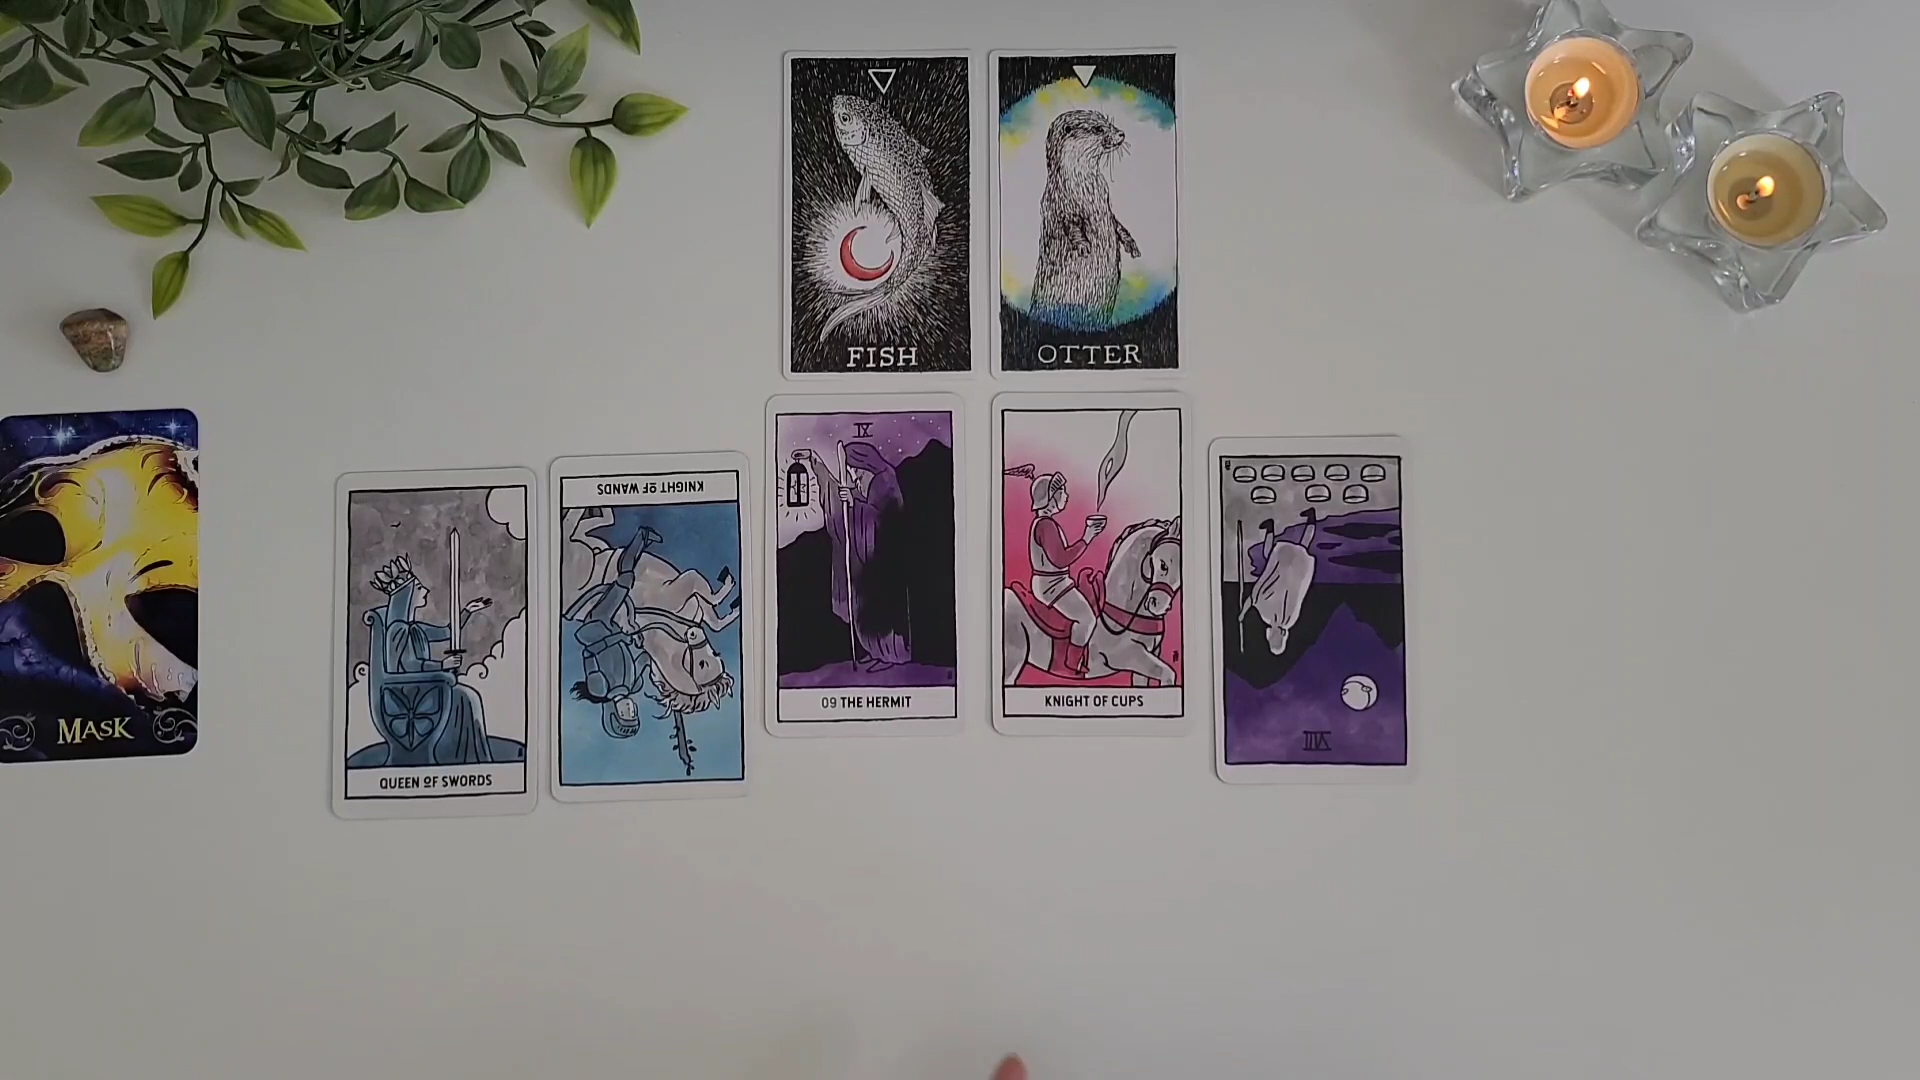 FISH
OTTER
MASK
QUEEN OF SWORDS
KNIGHT OF WANDS
IX
09 THE HERMIT
KNIGHT OF CUPS
VIII